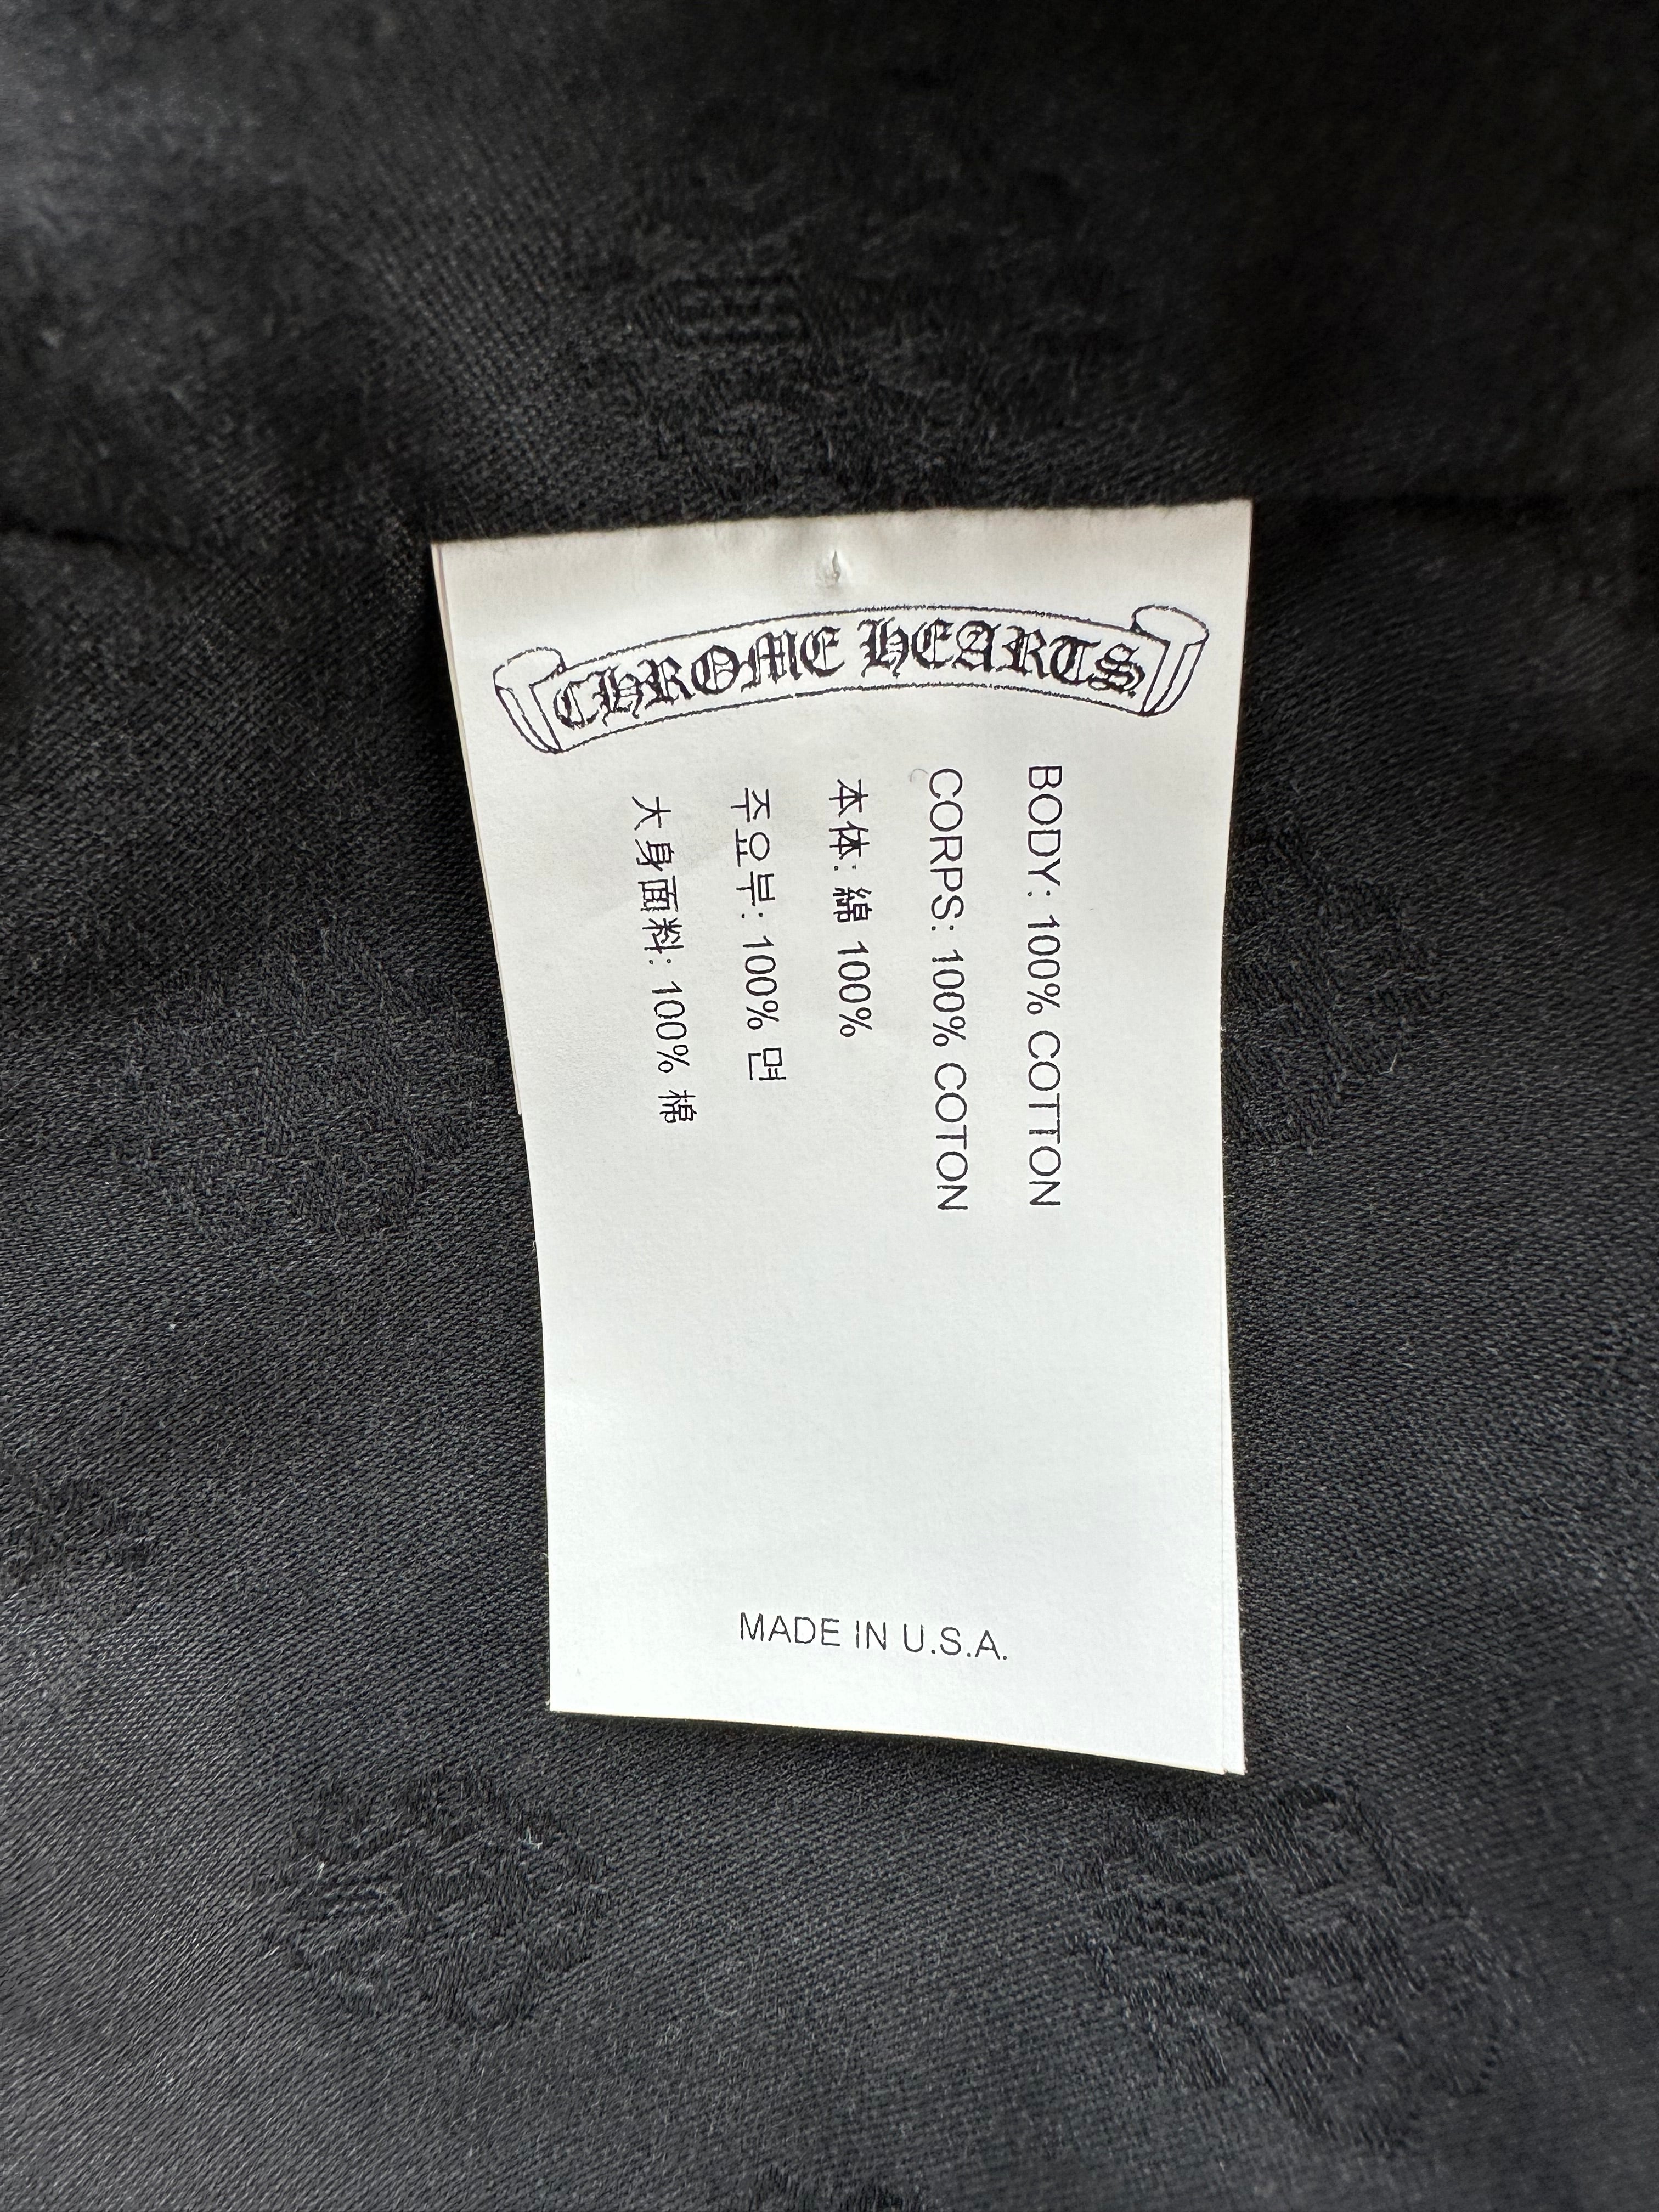 CHROME HEARTS
BODY: 100% COTTON
CORPS: 100% COTON
本体: 綿 100%
주요부: 100% 면
大身面料: 100% 棉
MADE IN U.S.A.